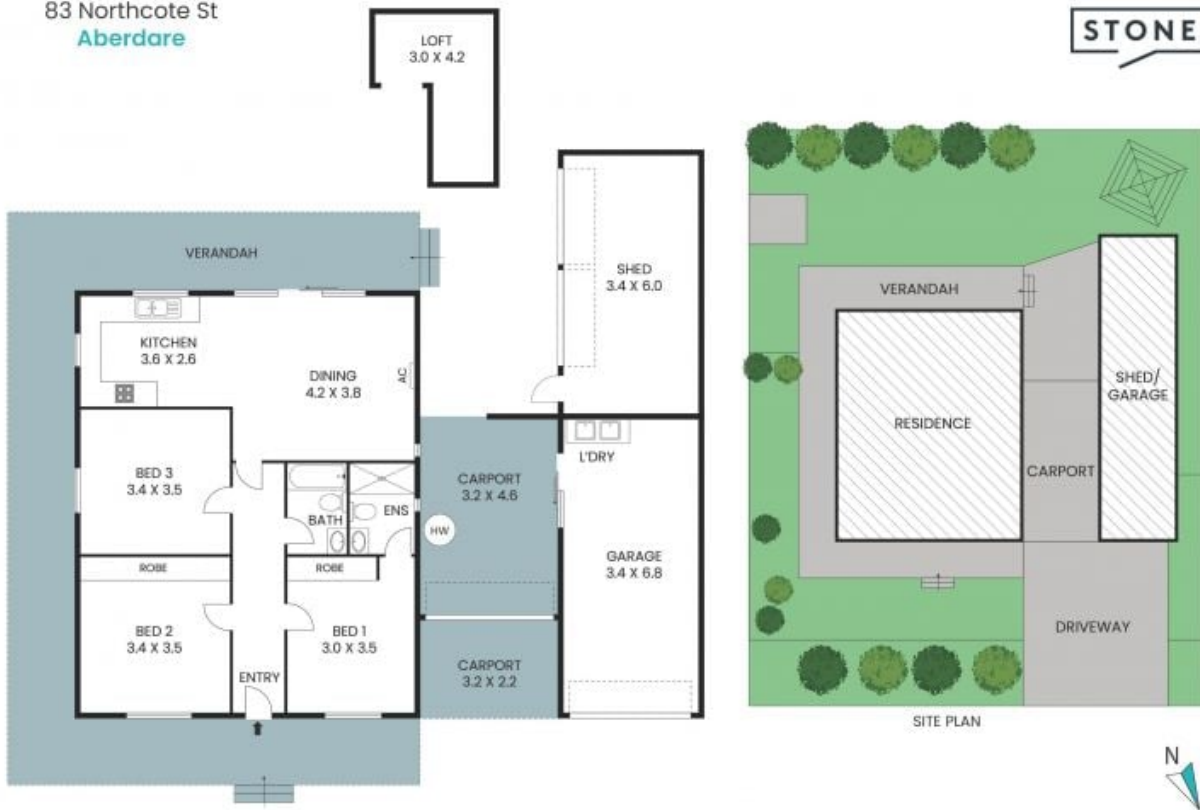 83 Northcote St
Aberdare
LOFT
3.0 X 4.2
STONE
VERANDAH
KITCHEN
3.6 X 2.6
DINING
4.2 X 3.8
AC
SHED
3.4 X 6.0
BED 3
3.4 X 3.5
BATH
ENS
CARPORT
3.2 X 4.6
HW
L'DRY
GARAGE
3.4 X 6.8
ROBE
ROBE
BED 2
3.4 X 3.5
BED 1
3.0 X 3.5
ENTRY
CARPORT
3.2 X 2.2
VERANDAH
RESIDENCE
SHED/
GARAGE
CARPORT
DRIVEWAY
SITE PLAN
N